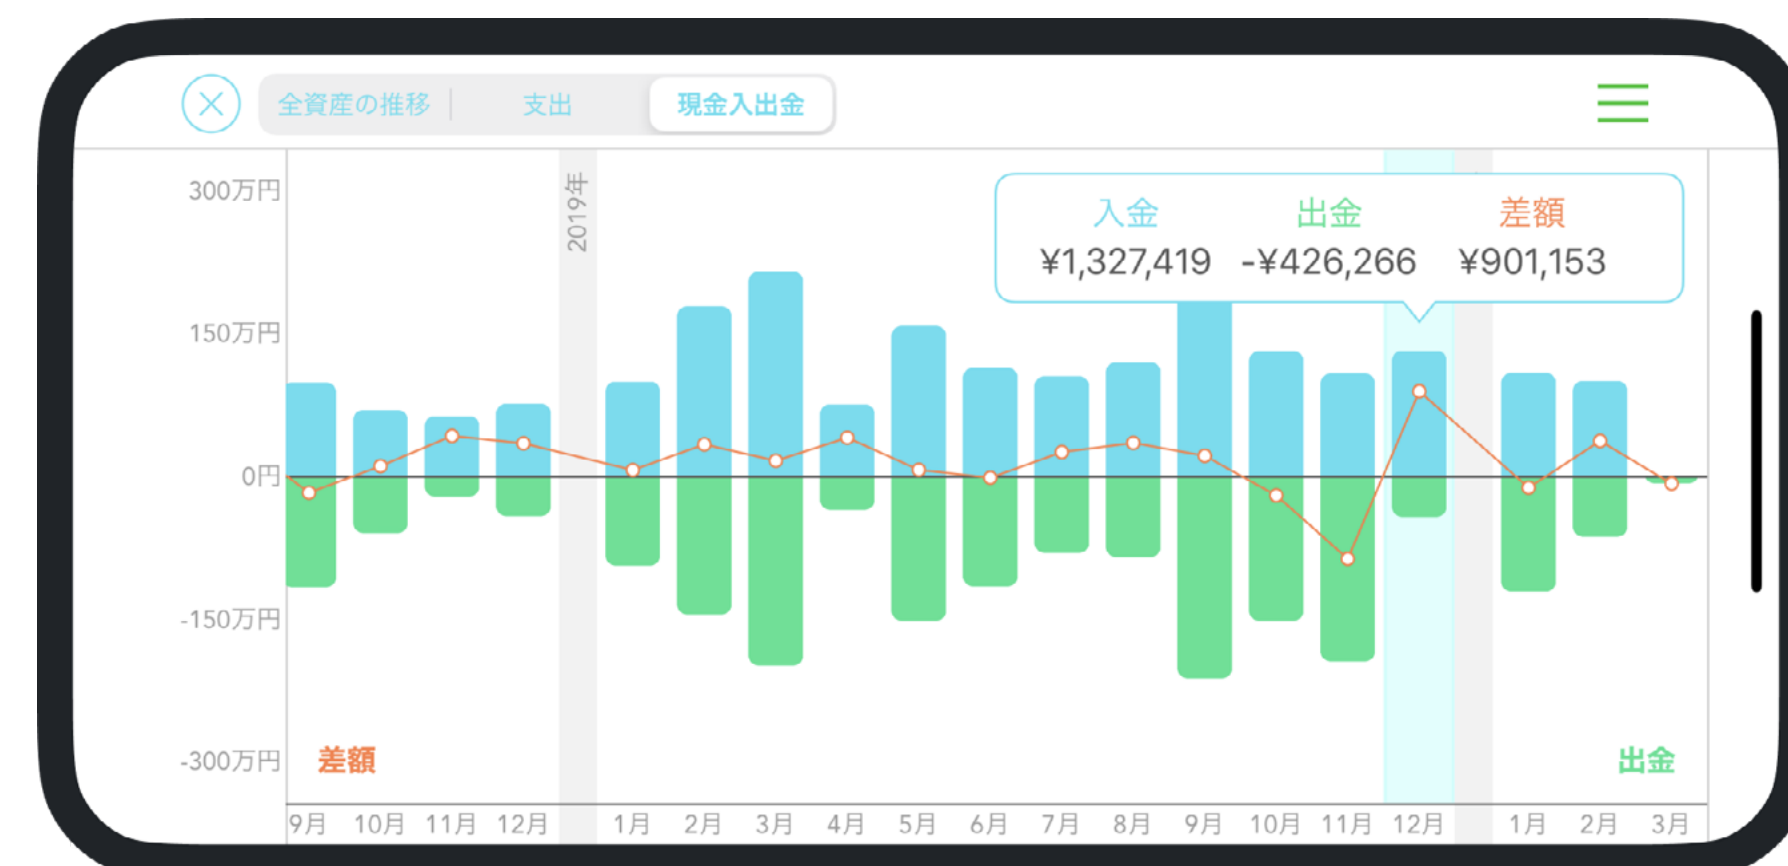 全資産の推移 支出 現金入出金
300万円
2019年
入金 出金 差額
¥1,327,419 -¥426,266 ¥901,153
150万円
0円
-150万円
-300万円 差額 出金
9月 10月 11月 12月 1月 2月 3月 4月 5月 6月 7月 8月 9月 10月 11月 12月 1月 2月 3月